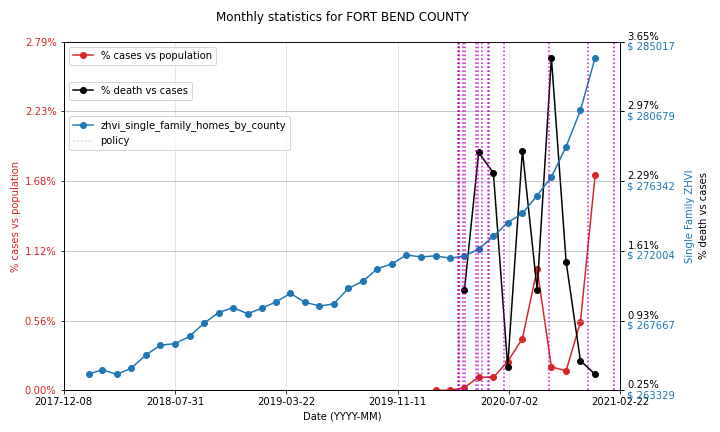 Monthly statistics for FORT BEND COUNTY
2.79%
2.23%
1.68%
1.12%
0.56%
0.00%
% cases vs population
% cases vs population
% death vs cases
zhvi_single_family_homes_by_county
policy
3.65%
$ 285017
2.97%
$ 280679
2.29%
$ 276342
1.61%
$ 272004
0.93%
$ 267667
0.25%
$ 263329
Single Family ZHVI
% death vs cases
2017-12-08
2018-07-31
2019-03-22
2019-11-11
2020-07-02
2021-02-22
Date (YYYY-MM)